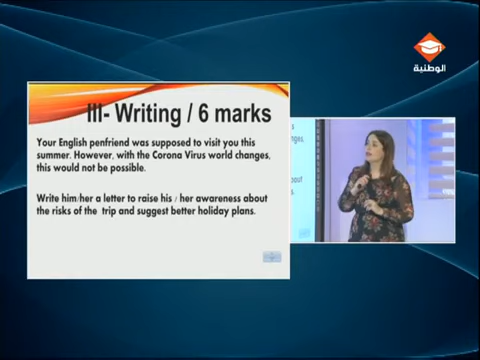 الوطنية
III- Writing / 6 marks
Your English penfriend was supposed to visit you this
summer. However, with the Corona Virus world changes,
this would not be possible.
Write him/her a letter to raise his / her awareness about
the risks of the trip and suggest better holiday plans.
nges,
bout